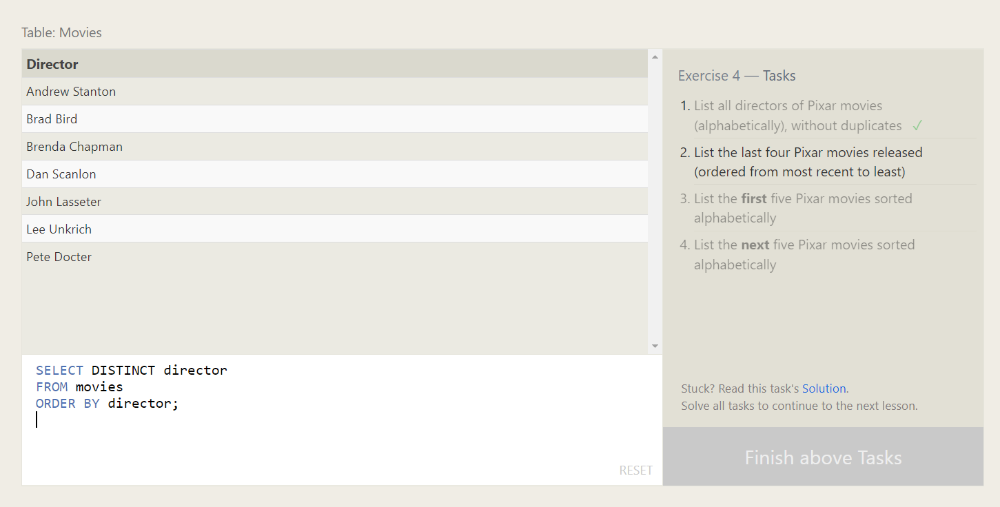 Table: Movies
Director
Andrew Stanton
Brad Bird
Brenda Chapman
Dan Scanlon
John Lasseter
Lee Unkrich
Pete Docter
SELECT DISTINCT director
FROM movies
ORDER BY director;
RESET
Exercise 4 — Tasks
1. List all directors of Pixar movies
(alphabetically), without duplicates ✓
2. List the last four Pixar movies released
(ordered from most recent to least)
3. List the first five Pixar movies sorted
alphabetically
4. List the next five Pixar movies sorted
alphabetically
Stuck? Read this task's Solution.
Solve all tasks to continue to the next lesson.
Finish above Tasks